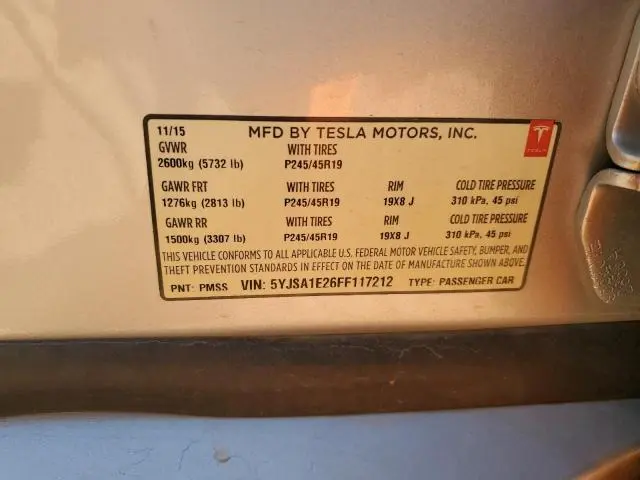 11/15 MFD BY TESLA MOTORS, INC.
GVWR WITH TIRES
2600kg (5732 lb) P245/45R19
TESLA
GAWR FRT WITH TIRES RIM COLD TIRE PRESSURE
1276kg (2813 lb) P245/45R19 19X8 J 310 kPa, 45 psi
GAWR RR WITH TIRES RIM COLD TIRE PRESSURE
1500kg (3307 lb) P245/45R19 19X8 J 310 kPa, 45 psi
THIS VEHICLE CONFORMS TO ALL APPLICABLE U.S. FEDERAL MOTOR VEHICLE SAFETY, BUMPER, AND
THEFT PREVENTION STANDARDS IN EFFECT ON THE DATE OF MANUFACTURE SHOWN ABOVE.
PNT: PMSS VIN: 5YJSA1E26FF117212 TYPE: PASSENGER CAR